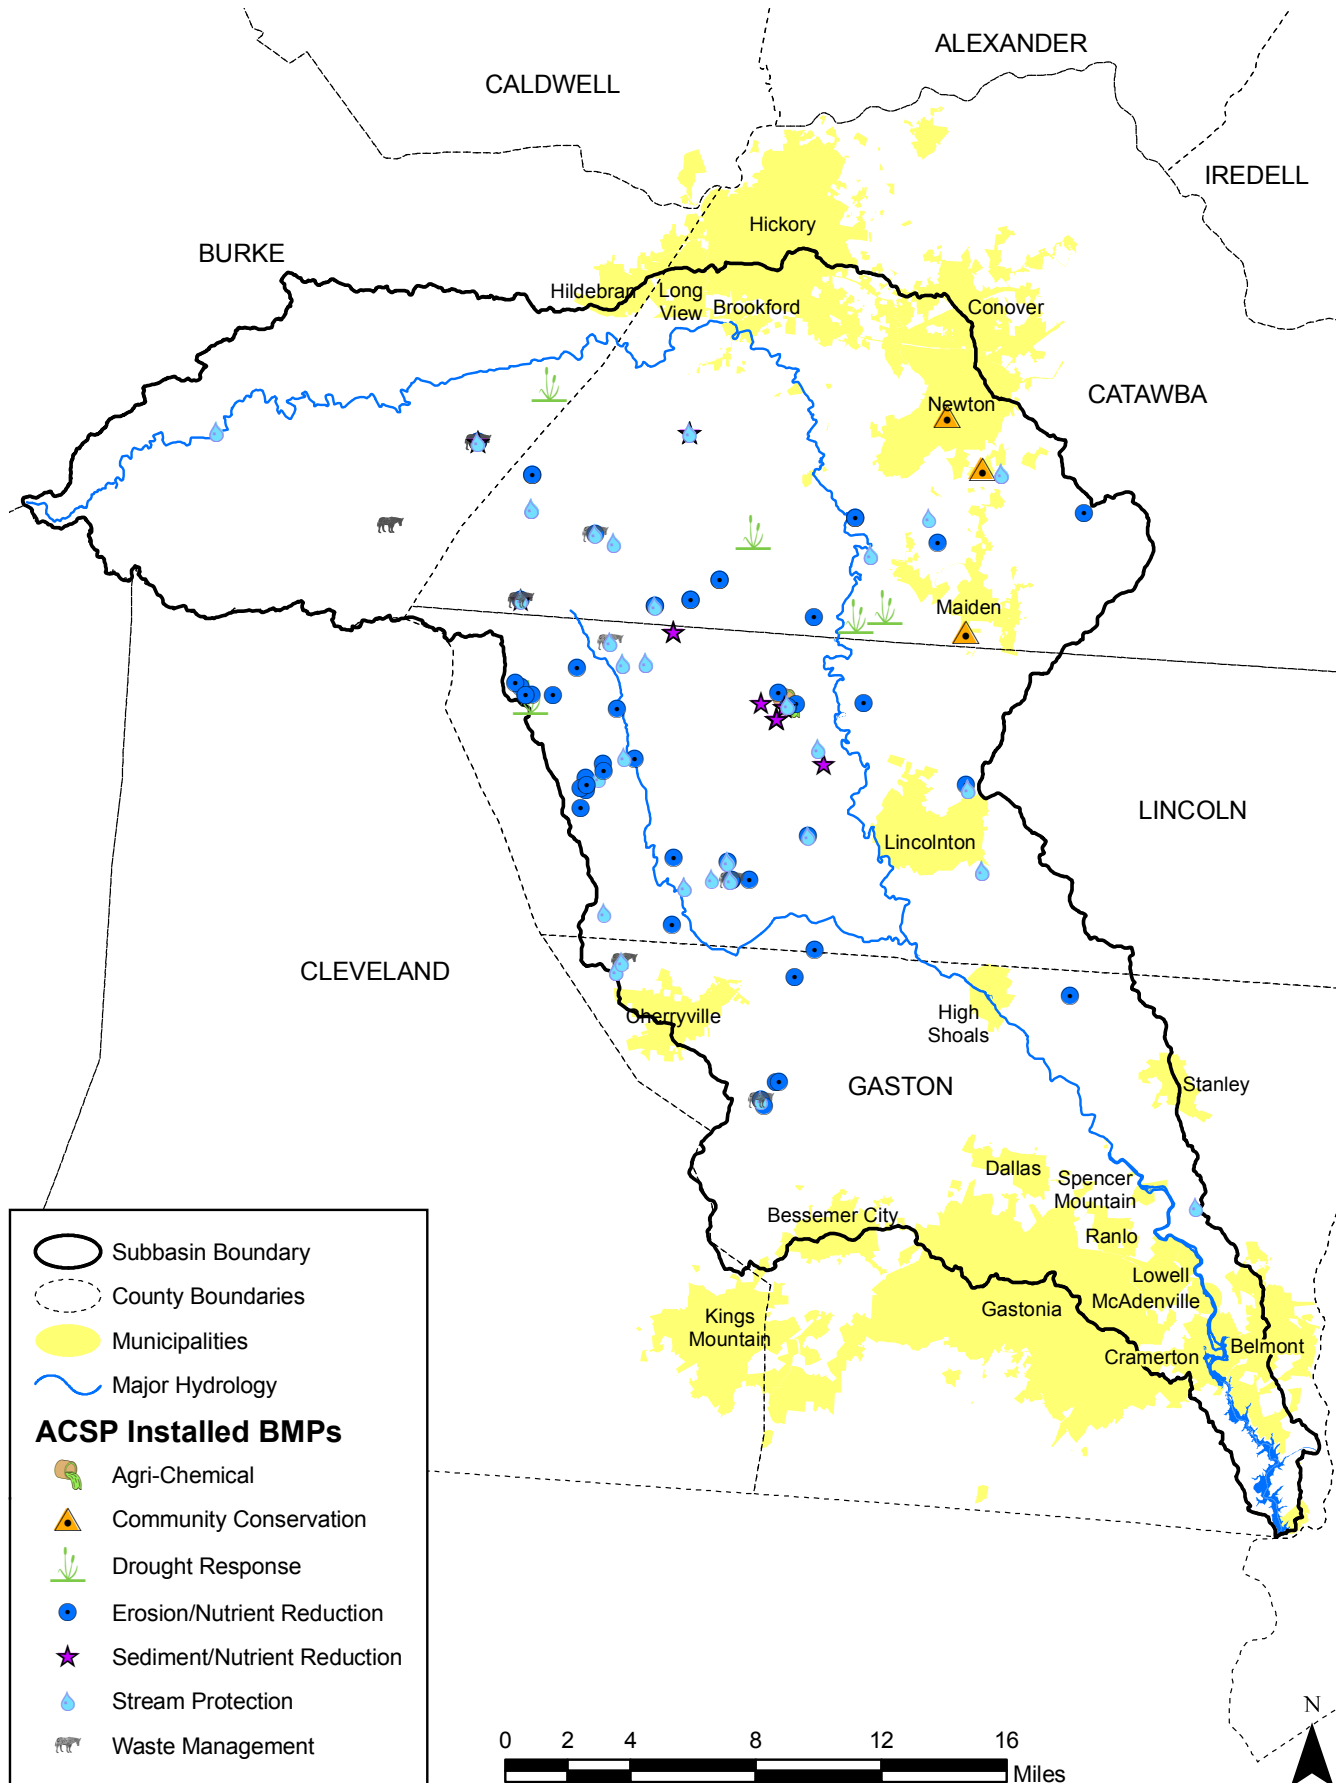 ALEXANDER
CALDWELL
IREDELL
Hickory
BURKE
Hildebran
Long
View
Brookford
Conover
CATAWBA
Newton
Maiden
LINCOLN
Lincolnton
CLEVELAND
Cherryville
High
Shoals
GASTON
Stanley
Dallas
Spencer
Mountain
Bessemer City
Ranlo
Lowell
McAdenville
Gastonia
Kings
Mountain
Cramerton
Belmont
Subbasin Boundary
County Boundaries
Municipalities
Major Hydrology
ACSP Installed BMPs
Agri-Chemical
Community Conservation
Drought Response
Erosion/Nutrient Reduction
Sediment/Nutrient Reduction
Stream Protection
Waste Management
0 2 4 8 12 16
Miles
N